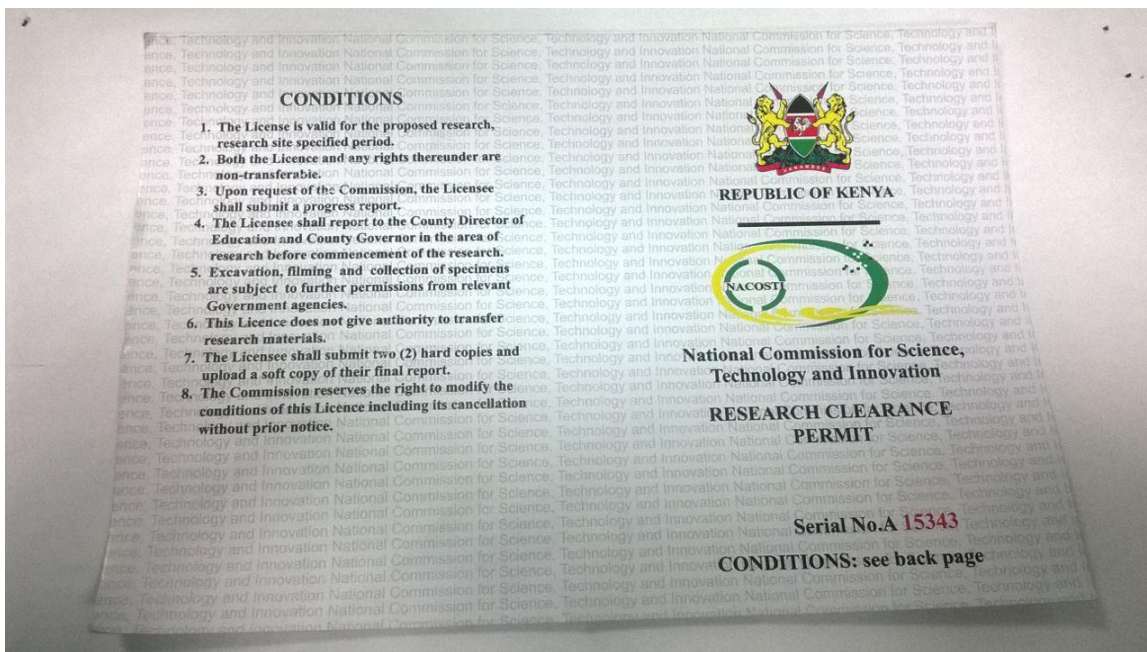 CONDITIONS
1. The License is valid for the proposed research,
research site specified period.
2. Both the Licence and any rights thereunder are
non-transferable.
3. Upon request of the Commission, the Licensee
shall submit a progress report.
4. The Licensee shall report to the County Director of
Education and County Governor in the area of
research before commencement of the research.
5. Excavation, filming and collection of specimens
are subject to further permissions from relevant
Government agencies.
6. This Licence does not give authority to transfer
research materials.
7. The Licensee shall submit two (2) hard copies and
upload a soft copy of their final report.
8. The Commission reserves the right to modify the
conditions of this Licence including its cancellation
without prior notice.
REPUBLIC OF KENYA
NACOSTI
National Commission for Science,
Technology and Innovation
RESEARCH CLEARANCE
PERMIT
Serial No.A 15343
CONDITIONS: see back page